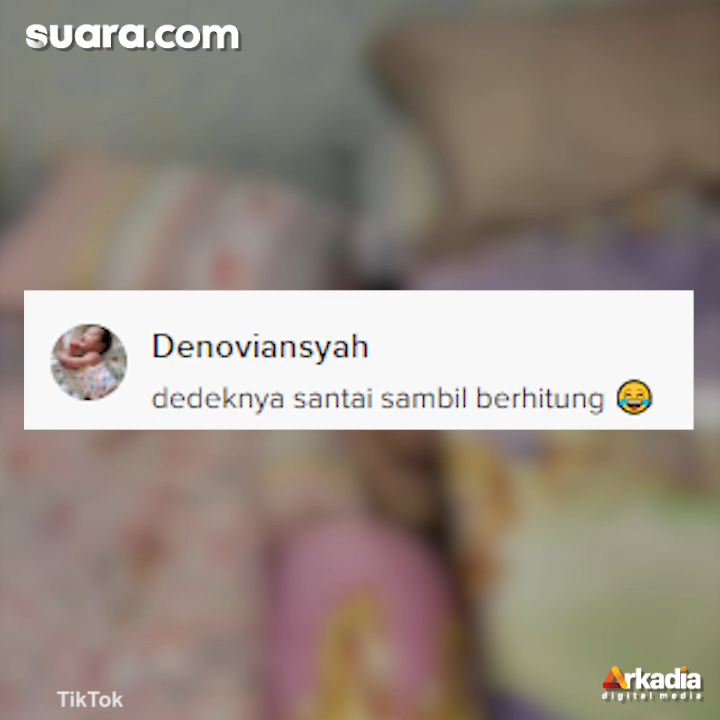 suara.com
Denoviansyah
dedeknya santai sambil berhitung 😂
TikTok
Arkadia
digital media